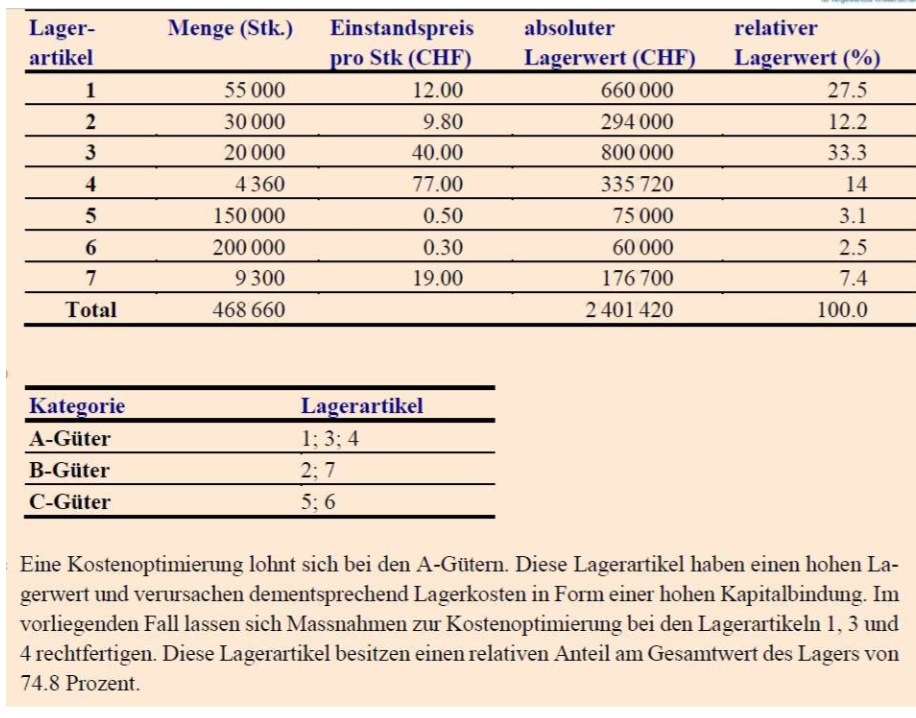 Lager- Menge (Stk.) Einstandspreis absoluter relativer
artikel pro Stk (CHF) Lagerwert (CHF) Lagerwert (%)
1 55 000 12.00 660 000 27.5
2 30 000 9.80 294 000 12.2
3 20 000 40.00 800 000 33.3
4 4 360 77.00 335 720 14
5 150 000 0.50 75 000 3.1
6 200 000 0.30 60 000 2.5
7 9 300 19.00 176 700 7.4
Total 468 660 2 401 420 100.0
Kategorie Lagerartikel
A-Güter 1; 3; 4
B-Güter 2; 7
C-Güter 5; 6
Eine Kostenoptimierung lohnt sich bei den A-Gütern. Diese Lagerartikel haben einen hohen La-
gerwert und verursachen dementsprechend Lagerkosten in Form einer hohen Kapitalbindung. Im
vorliegenden Fall lassen sich Massnahmen zur Kostenoptimierung bei den Lagerartikeln 1, 3 und
4 rechtfertigen. Diese Lagerartikel besitzen einen relativen Anteil am Gesamtwert des Lagers von
74.8 Prozent.